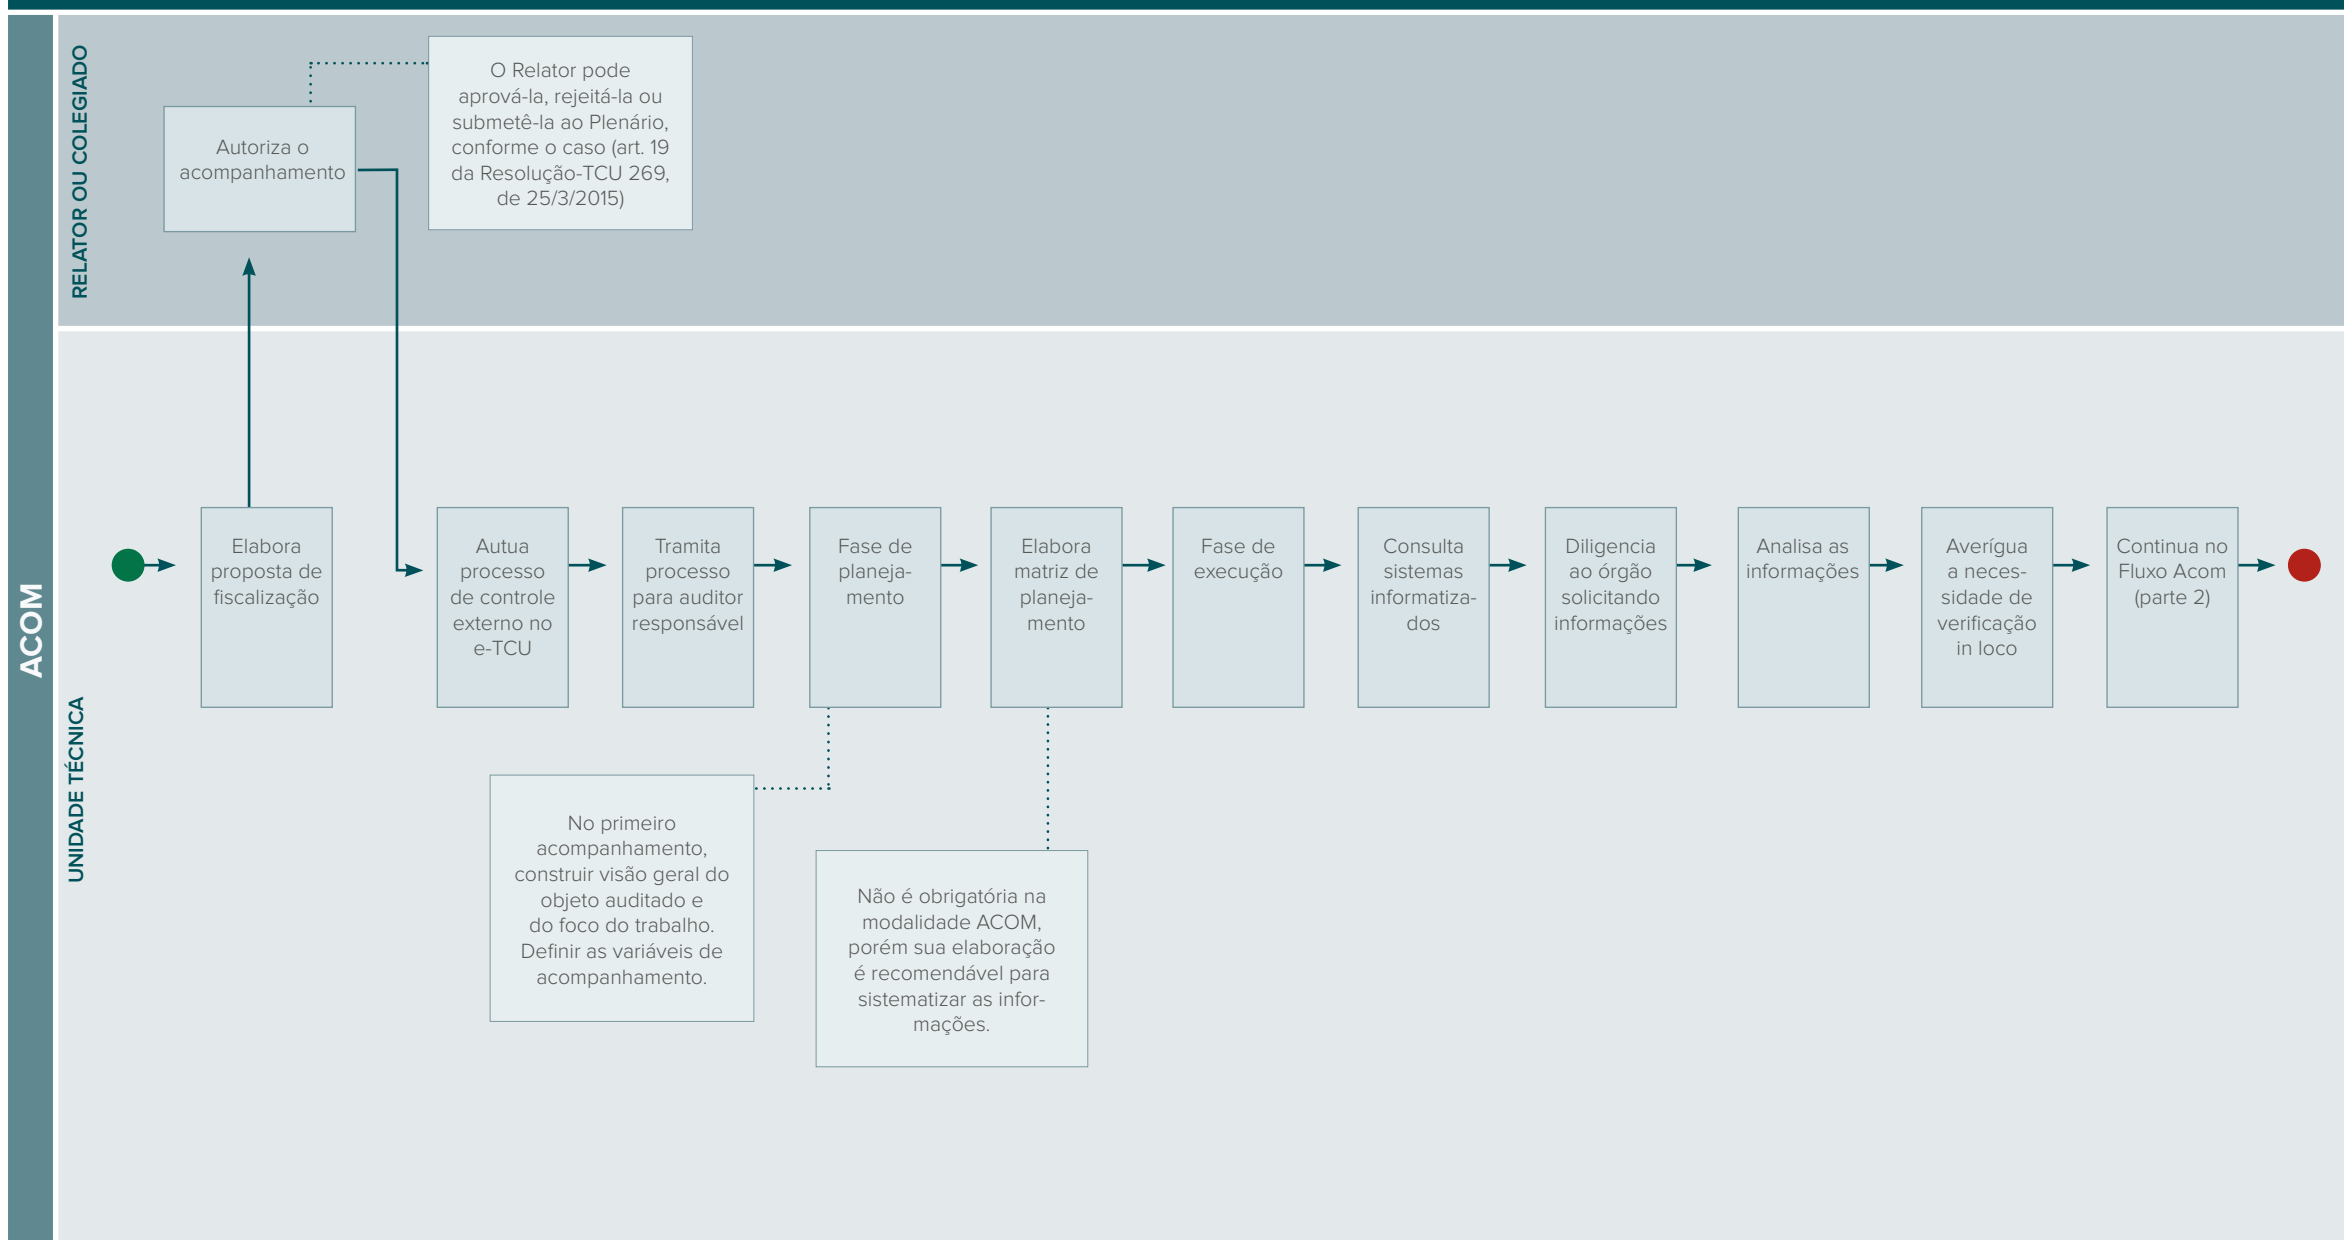 ACOM
RELATOR OU COLEGIADO
Autoriza o
acompanhamento
O Relator pode
aprová-la, rejeitá-la ou
submetê-la ao Plenário,
conforme o caso (art. 19
da Resolução-TCU 269,
de 25/3/2015)
UNIDADE TÉCNICA
Elabora
proposta de
fiscalização
Autua
processo
de controle
externo no
e-TCU
Tramita
processo
para auditor
responsável
Fase de
planeja-
mento
Elabora
matriz de
planeja-
mento
Fase de
execução
Consulta
sistemas
informatiza-
dos
Diligencia
ao órgão
solicitando
informações
Analisa as
informações
Averígua
a neces-
sidade de
verificação
in loco
Continua no
Fluxo Acom
(parte 2)
No primeiro
acompanhamento,
construir visão geral do
objeto auditado e
do foco do trabalho.
Definir as variáveis de
acompanhamento.
Não é obrigatória na
modalidade ACOM,
porém sua elaboração
é recomendável para
sistematizar as infor-
mações.